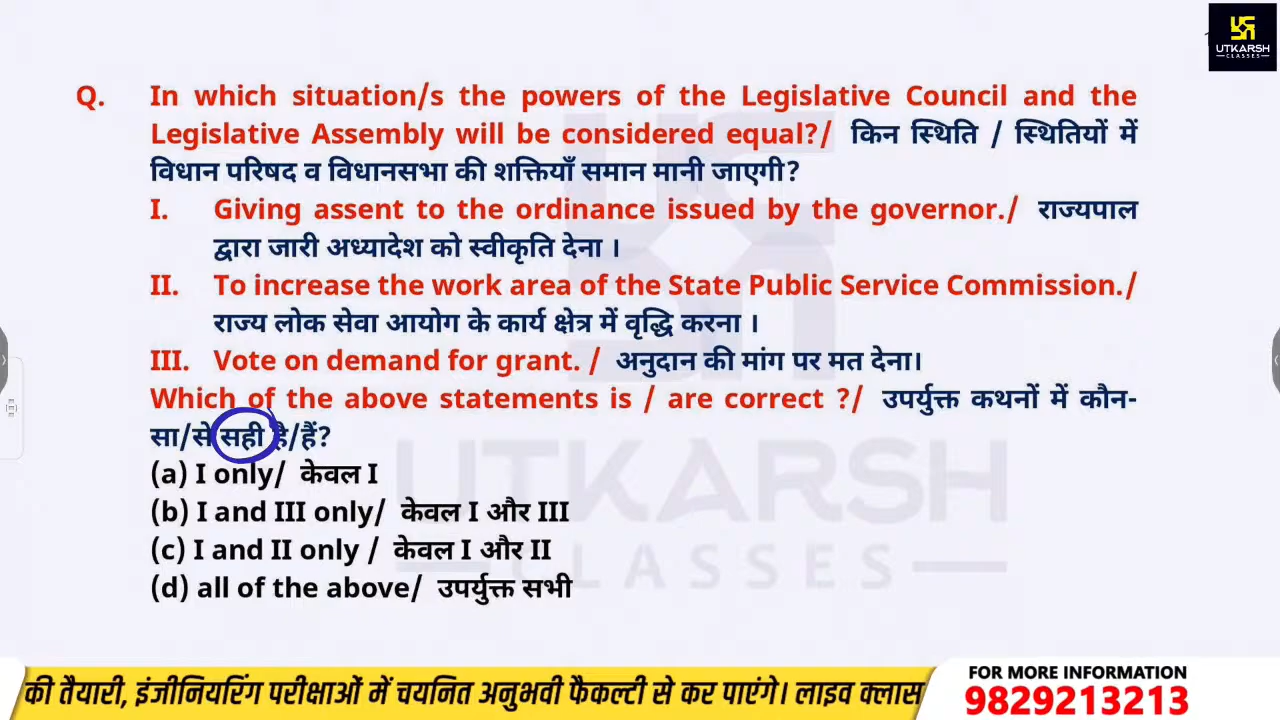 UTKARSH
CLASSES
Q. In which situation/s the powers of the Legislative Council and the
Legislative Assembly will be considered equal?/ किन स्थिति / स्थितियों में
विधान परिषद व विधानसभा की शक्तियाँ समान मानी जाएगी?
I. Giving assent to the ordinance issued by the governor./ राज्यपाल
द्वारा जारी अध्यादेश को स्वीकृति देना ।
II. To increase the work area of the State Public Service Commission./
राज्य लोक सेवा आयोग के कार्य क्षेत्र में वृद्धि करना ।
III. Vote on demand for grant. / अनुदान की मांग पर मत देना।
Which of the above statements is / are correct ?/ उपर्युक्त कथनों में कौन-
सा/से सही है/हैं?
(a) I only/ केवल I
(b) I and III only/ केवल I और III
(c) I and II only / केवल I और II
(d) all of the above/ उपर्युक्त सभी
UTKARSH
CLASSES
की तैयारी, इंजीनियरिंग परीक्षाओं में चयनित अनुभवी फैकल्टी से कर पाएंगे। लाइव क्लास
FOR MORE INFORMATION
9829213213